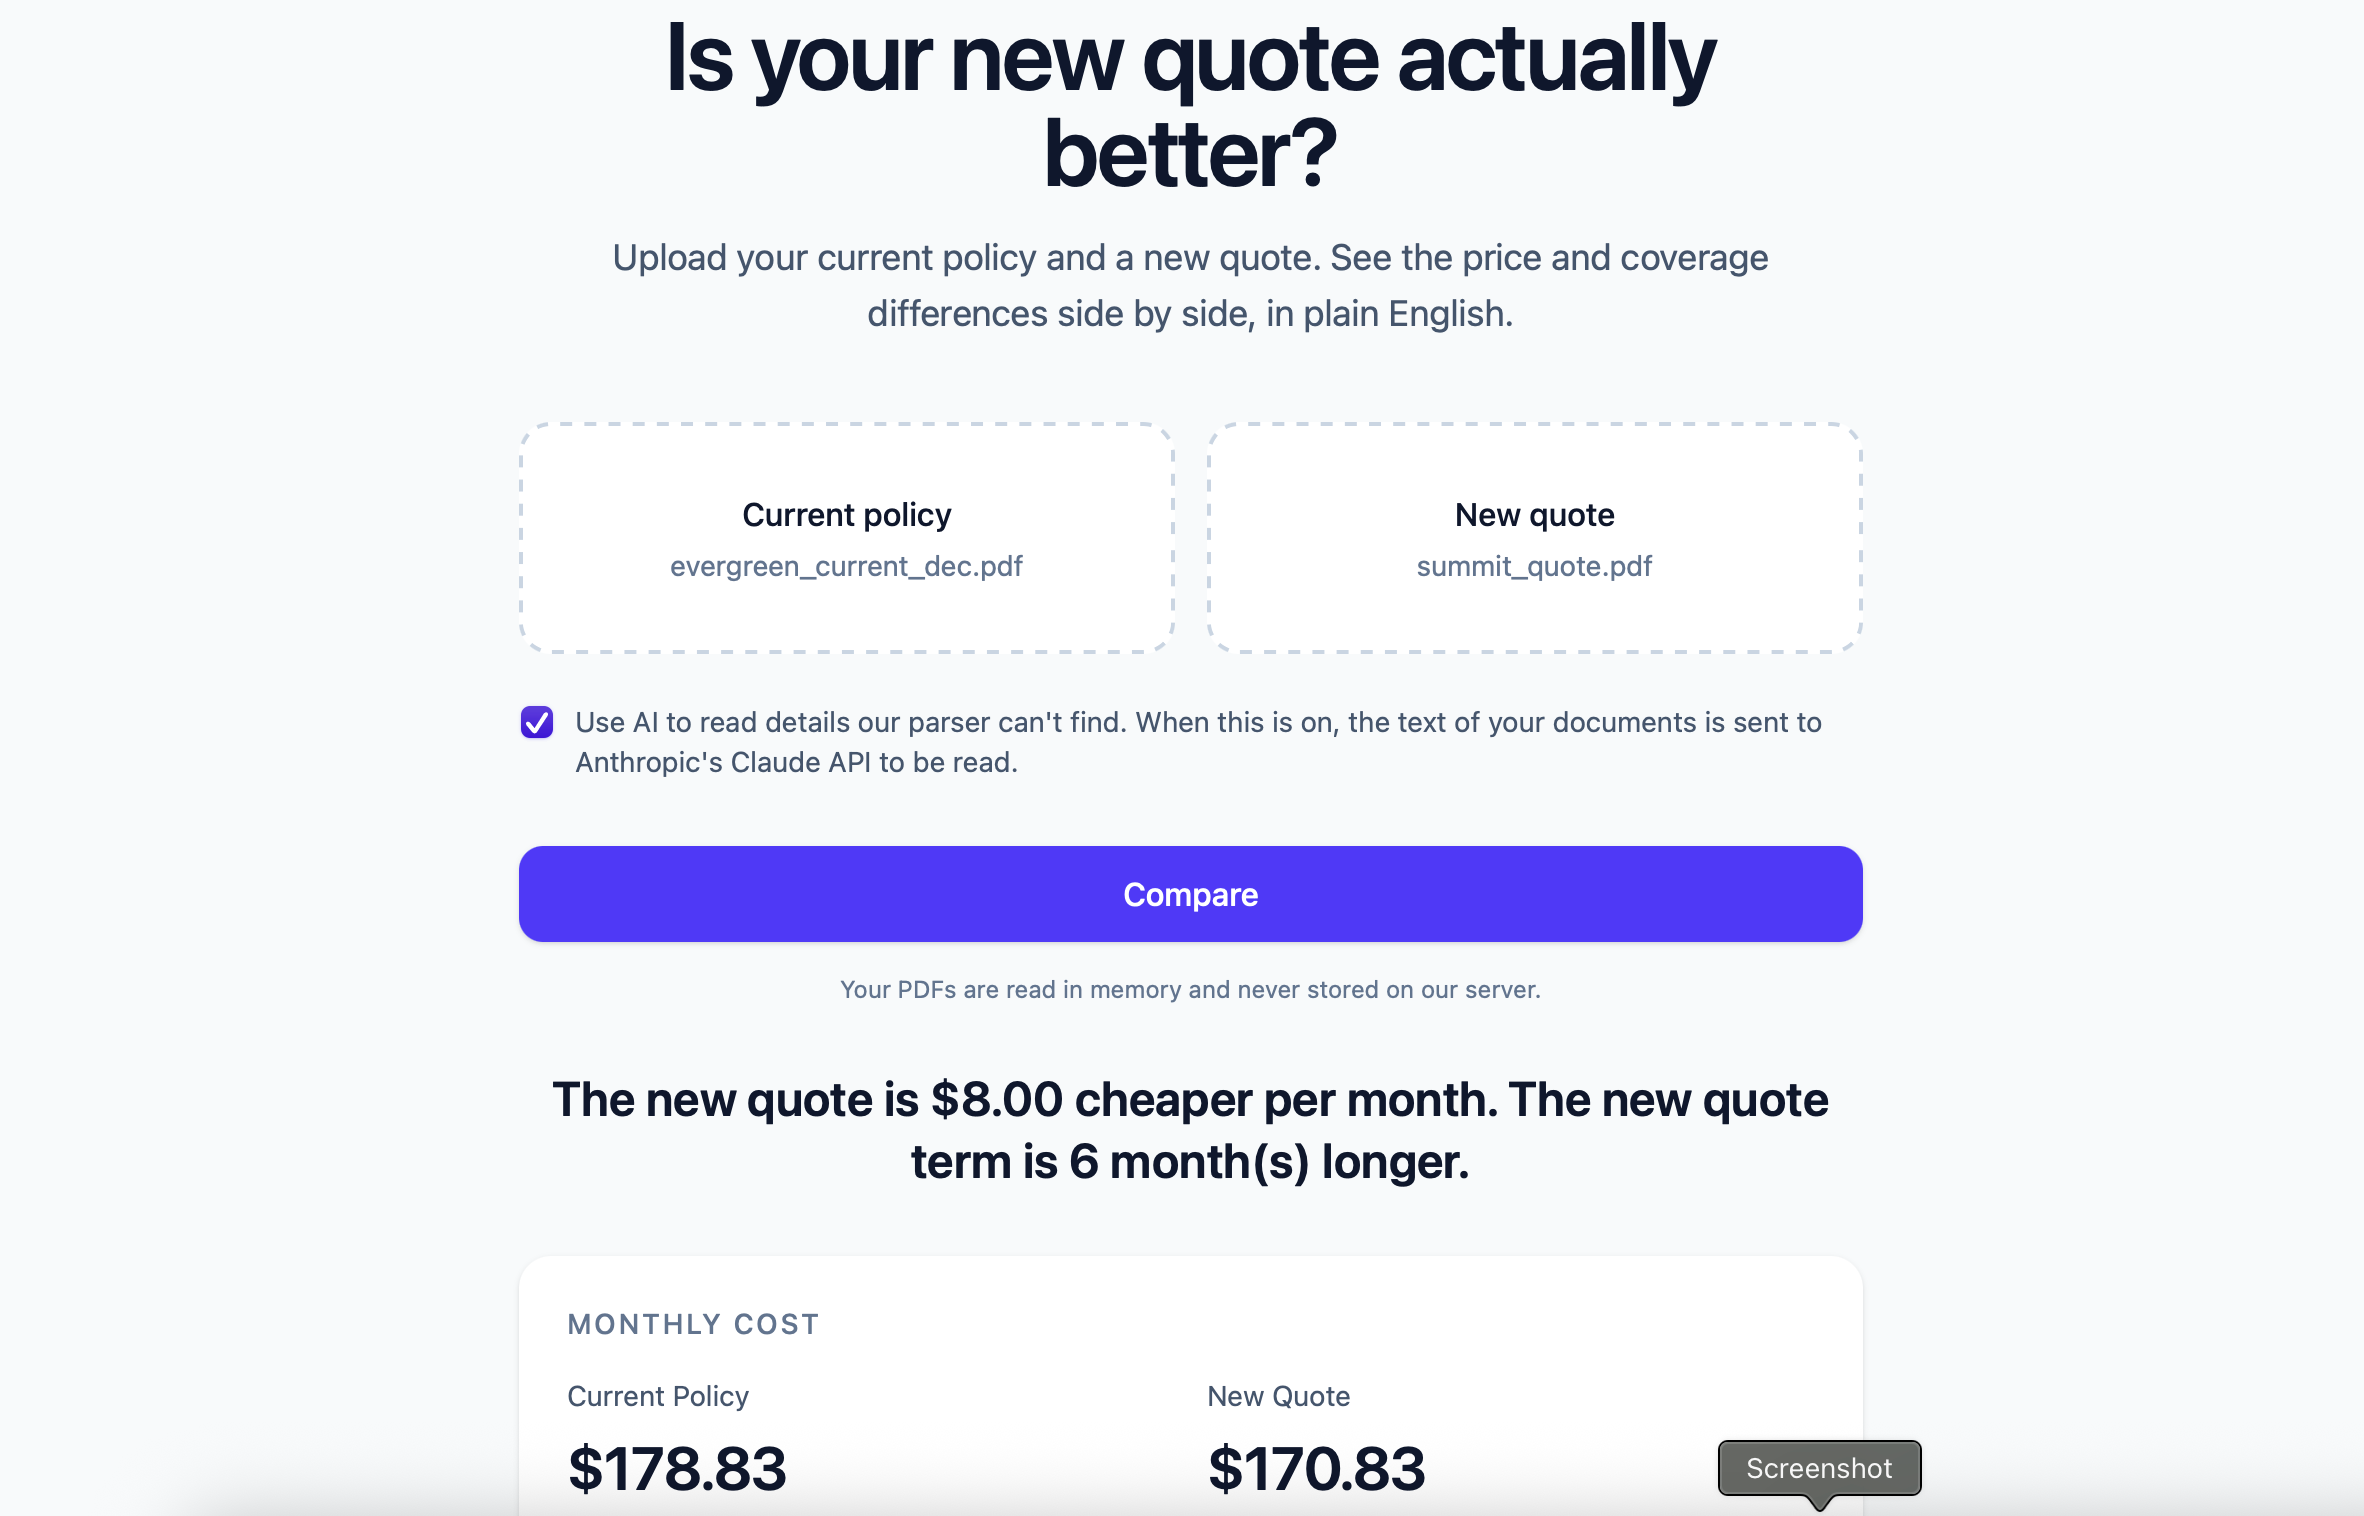 Is your new quote actually
better?
Upload your current policy and a new quote. See the price and coverage
differences side by side, in plain English.
Current policy
evergreen_current_dec.pdf
New quote
summit_quote.pdf
Use AI to read details our parser can't find. When this is on, the text of your documents is sent to
Anthropic's Claude API to be read.
Compare
Your PDFs are read in memory and never stored on our server.
The new quote is $8.00 cheaper per month. The new quote
term is 6 month(s) longer.
MONTHLY COST
Current Policy
$178.83
New Quote
$170.83
Screenshot